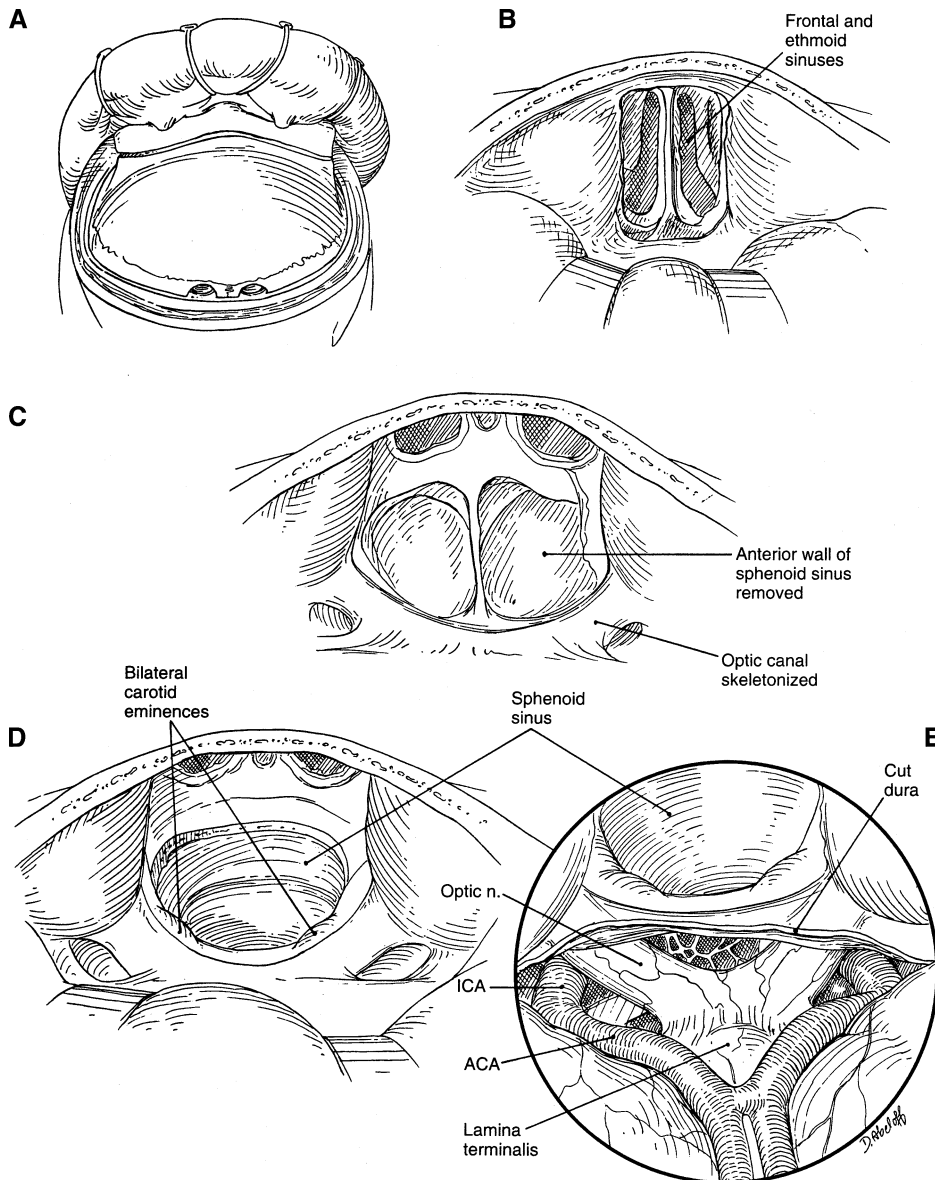 A
B
Frontal and
ethmoid
sinuses
C
Anterior wall of
sphenoid sinus
removed
Optic canal
skeletonized
Bilateral
carotid
eminences
Sphenoid
sinus
D
E
Cut
dura
Optic n.
ICA
ACA
Lamina
terminalis
D. Abeloff